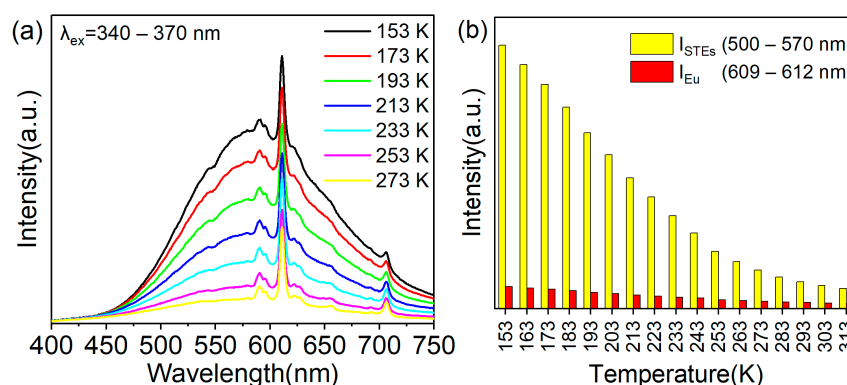 (a)
λex=340 – 370 nm
153 K
173 K
193 K
213 K
233 K
253 K
273 K
Intensity(a.u.)
400 450 500 550 600 650 700 750
Wavelength(nm)
(b)
ISTEs (500 – 570 nm)
IEu (609 – 612 nm)
Intensity(a.u.)
153 163 173 183 193 203 213 223 233 243 253 263 273 283 293 303 313
Temperature(K)